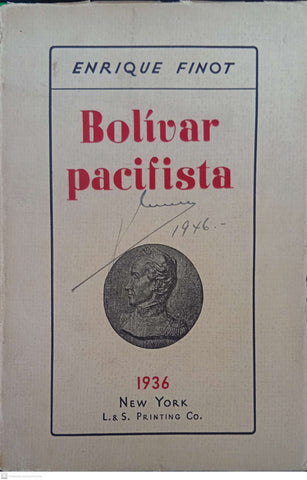 ENRIQUE FINOT
Bolívar
pacifista
1946.-
1936
NEW YORK
L. & S. PRINTING CO.